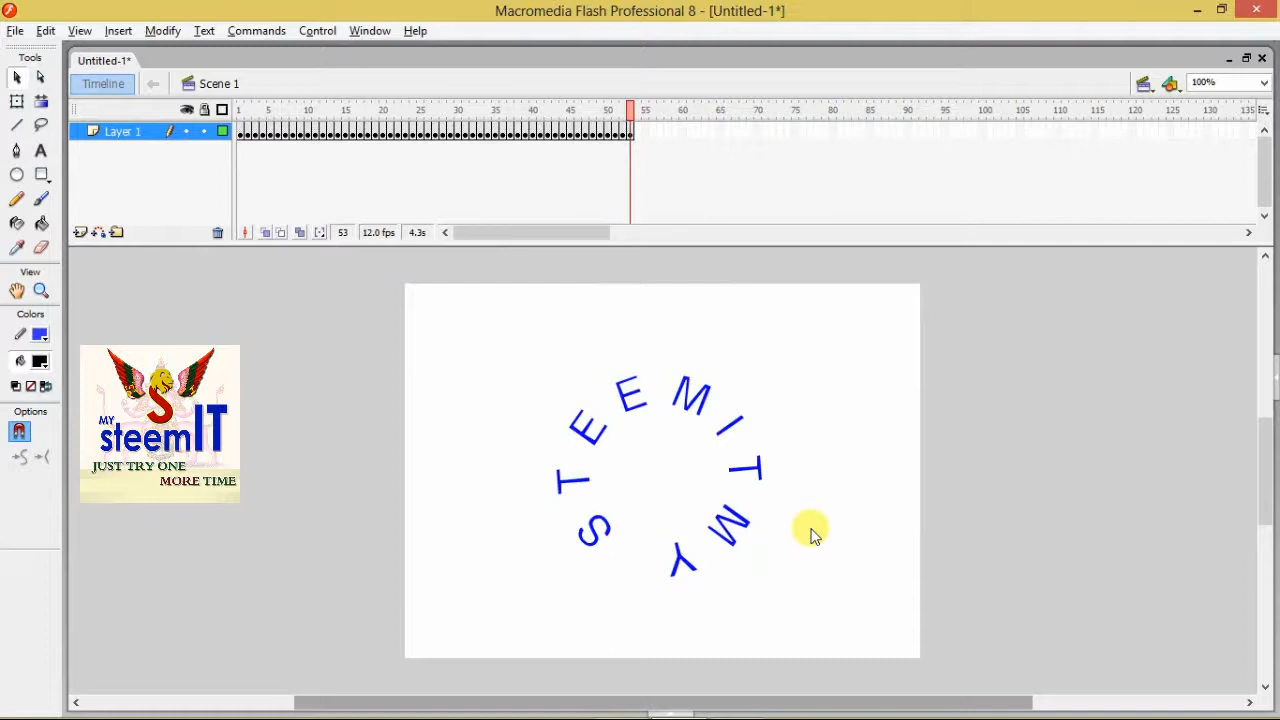 Macromedia Flash Professional 8 - [Untitled-1*]
File Edit View Insert Modify Text Commands Control Window Help
Tools
Untitled-1*
Timeline
Scene 1
100%
1 5 10 15 20 25 30 35 40 45 50 55 60 65 70 75 80 85 90 95 100 105 110 115 120 125 130 135
Layer 1
53 12.0 fps 4.3s
View
Colors
Options
MY
steemIT
JUST TRY ONE
MORE TIME
MY STEEMIT